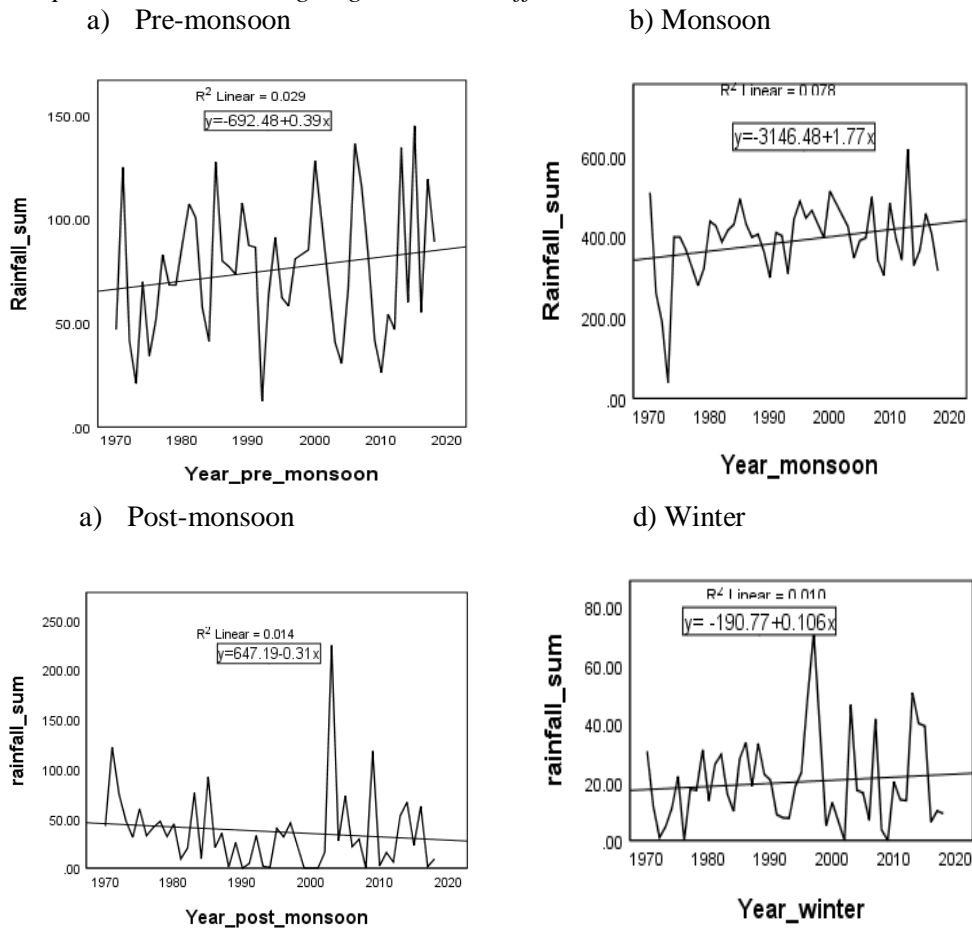 a) Pre-monsoon
b) Monsoon
R² Linear = 0.029
y=-692.48+0.39x
150.00
100.00
50.00
.00
Rainfall_sum
1970 1980 1990 2000 2010 2020
Year_pre_monsoon
R² Linear = 0.078
y=-3146.48+1.77x
600.00
400.00
200.00
.00
Rainfall_sum
1970 1980 1990 2000 2010 2020
Year_monsoon
a) Post-monsoon
d) Winter
R² Linear = 0.014
y=647.19-0.31x
250.00
200.00
150.00
100.00
50.00
.00
rainfall_sum
1970 1980 1990 2000 2010 2020
Year_post_monsoon
R² Linear = 0.010
y= -190.77+0.106x
80.00
60.00
40.00
20.00
.00
rainfall_sum
1970 1980 1990 2000 2010 2020
Year_winter